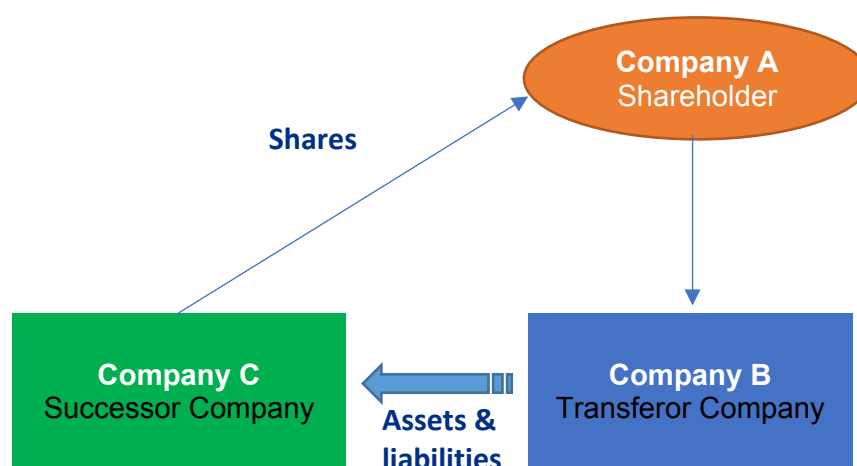 Company A
Shareholder
Shares
Company C
Successor Company
Company B
Transferor Company
Assets &
liabilities